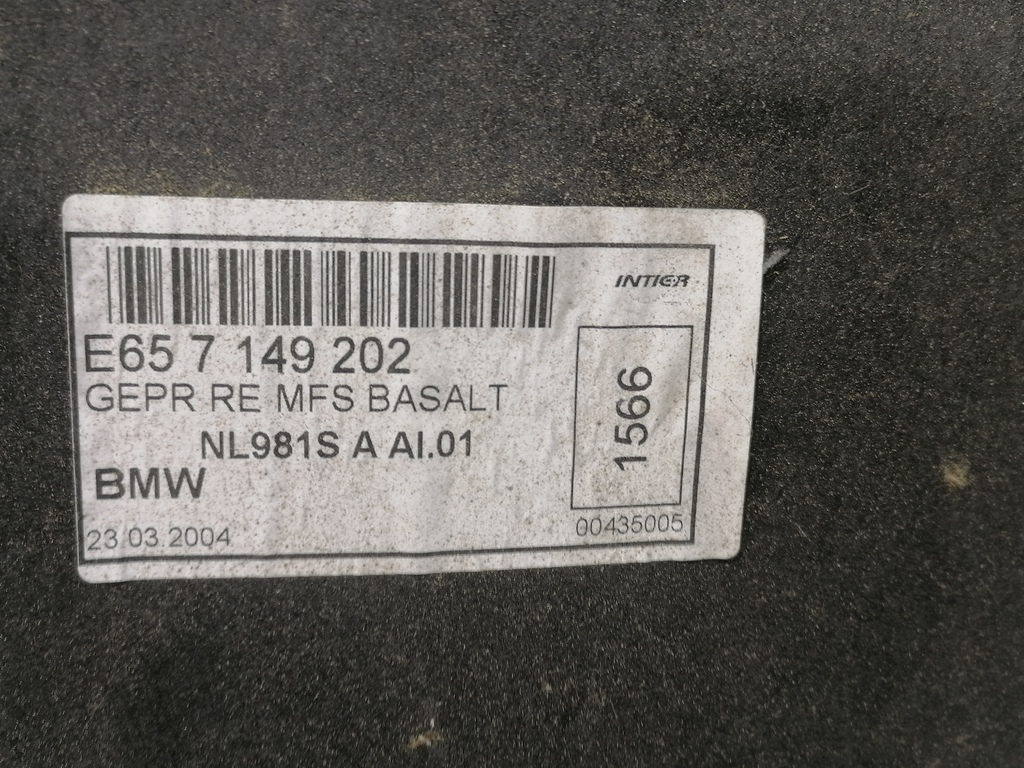 INTIER
E65 7 149 202
GEPR RE MFS BASALT
NL981S A AI.01
BMW
1566
23.03.2004
00435005